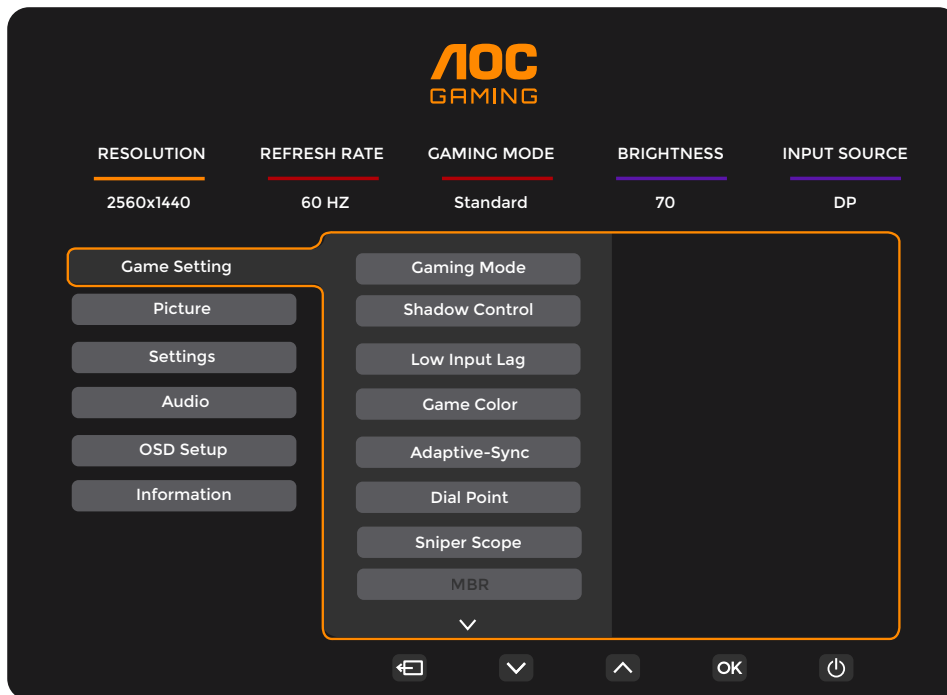 AOC
GAMING
RESOLUTION REFRESH RATE GAMING MODE BRIGHTNESS INPUT SOURCE
2560x1440 60 HZ Standard 70 DP
Game Setting
Picture
Settings
Audio
OSD Setup
Information
Gaming Mode
Shadow Control
Low Input Lag
Game Color
Adaptive-Sync
Dial Point
Sniper Scope
MBR
OK